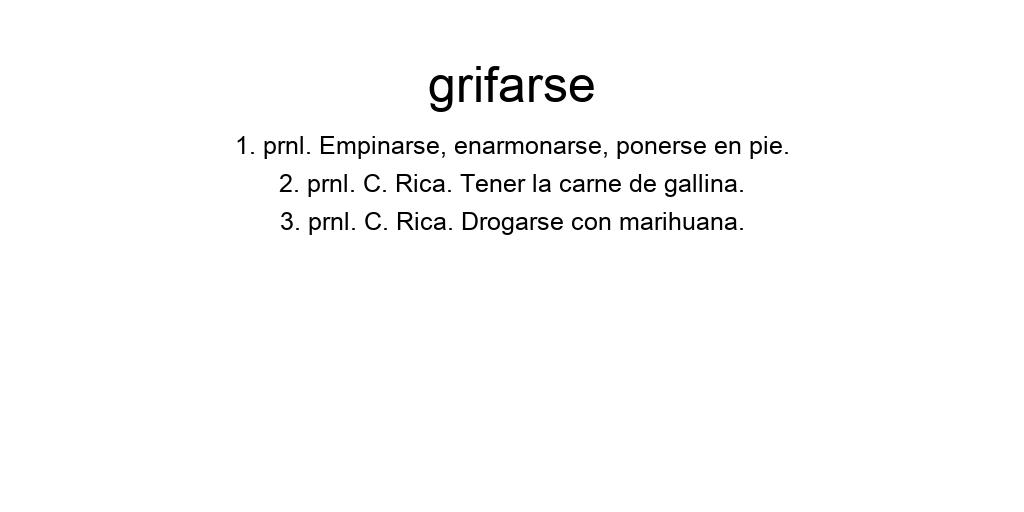 grifarse
1. prnl. Empinarse, enarmonarse, ponerse en pie.
2. prnl. C. Rica. Tener la carne de gallina.
3. prnl. C. Rica. Drogarse con marihuana.